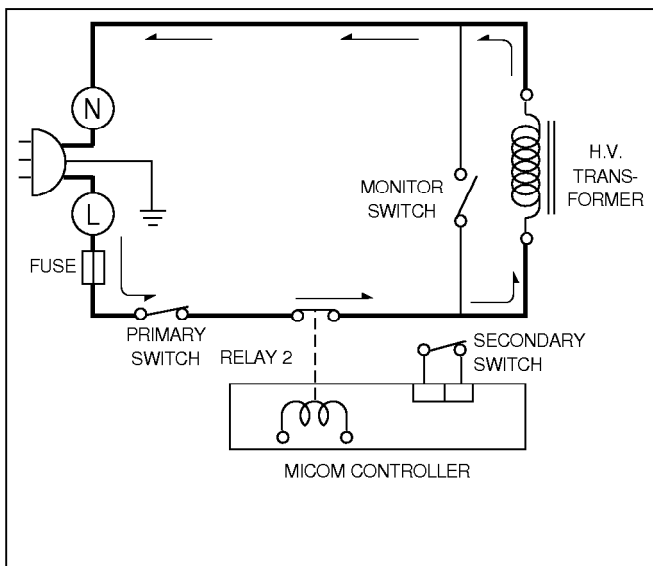 N
H.V.
TRANS-
FORMER
MONITOR
SWITCH
L
FUSE
PRIMARY
SWITCH
RELAY 2
SECONDARY
SWITCH
MICOM CONTROLLER